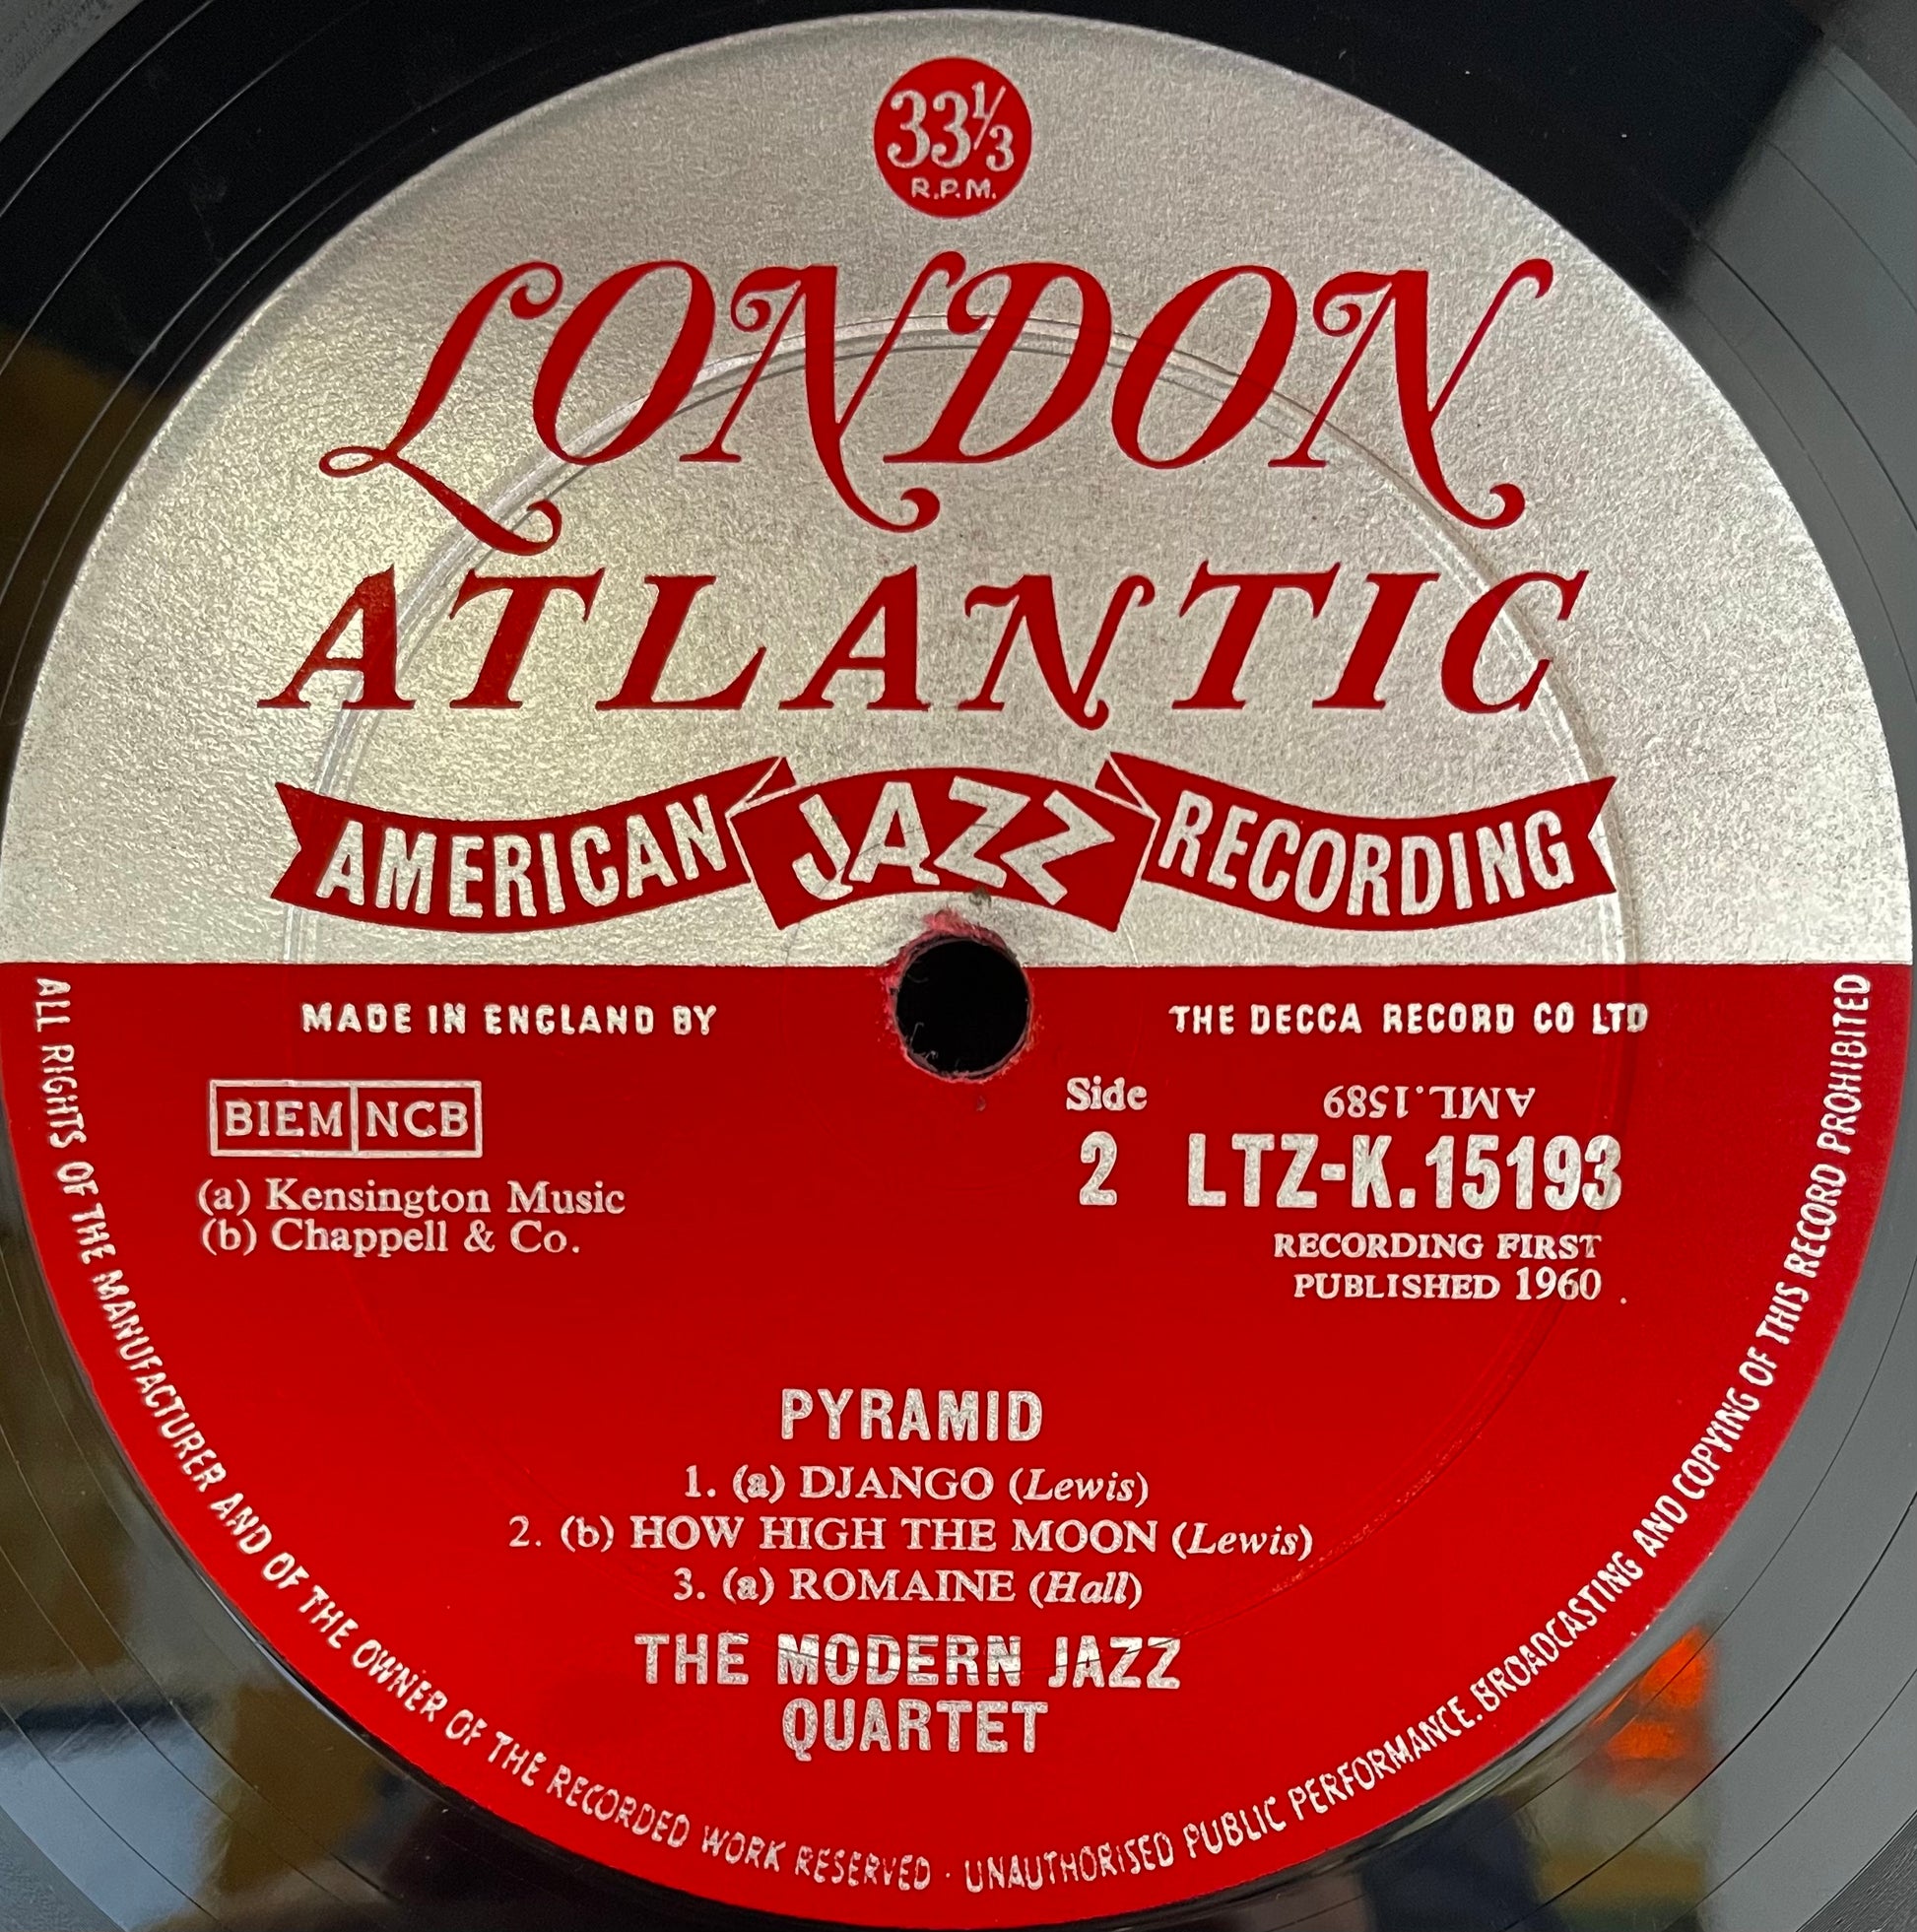 33⅓
R.P.M.
LONDON
ATLANTIC
AMERICAN JAZZ RECORDING
MADE IN ENGLAND BY THE DECCA RECORD CO LTD
BIEM NCB
(a) Kensington Music
(b) Chappell & Co.
Side
2
AML.1589
LTZ-K.15193
RECORDING FIRST
PUBLISHED 1960
PYRAMID
1. (a) DJANGO (Lewis)
2. (b) HOW HIGH THE MOON (Lewis)
3. (a) ROMAINE (Hall)
THE MODERN JAZZ
QUARTET
ALL RIGHTS OF THE MANUFACTURER AND OF THE OWNER OF THE RECORDED WORK RESERVED · UNAUTHORISED PUBLIC PERFORMANCE. BROADCASTING AND COPYING OF THIS RECORD PROHIBITED